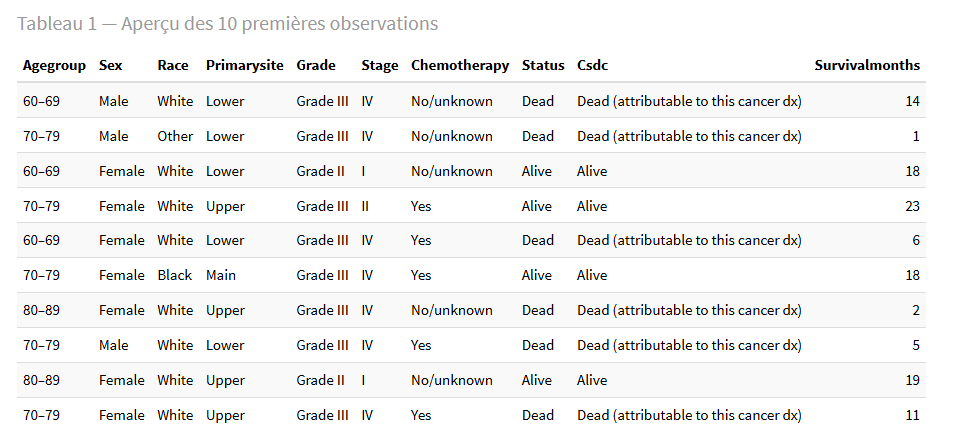 Tableau 1 — Aperçu des 10 premières observations
Agegroup Sex Race Primarysite Grade Stage Chemotherapy Status Csdc Survivalmonths
60–69 Male White Lower Grade III IV No/unknown Dead Dead (attributable to this cancer dx) 14
70–79 Male Other Lower Grade III IV No/unknown Dead Dead (attributable to this cancer dx) 1
60–69 Female White Lower Grade II I No/unknown Alive Alive 18
70–79 Female White Upper Grade III II Yes Alive Alive 23
60–69 Female White Lower Grade III IV Yes Dead Dead (attributable to this cancer dx) 6
70–79 Female Black Main Grade III IV Yes Alive Alive 18
80–89 Female White Upper Grade III IV No/unknown Dead Dead (attributable to this cancer dx) 2
70–79 Male White Lower Grade III IV Yes Dead Dead (attributable to this cancer dx) 5
80–89 Female White Upper Grade II I No/unknown Alive Alive 19
70–79 Female White Upper Grade III IV Yes Dead Dead (attributable to this cancer dx) 11